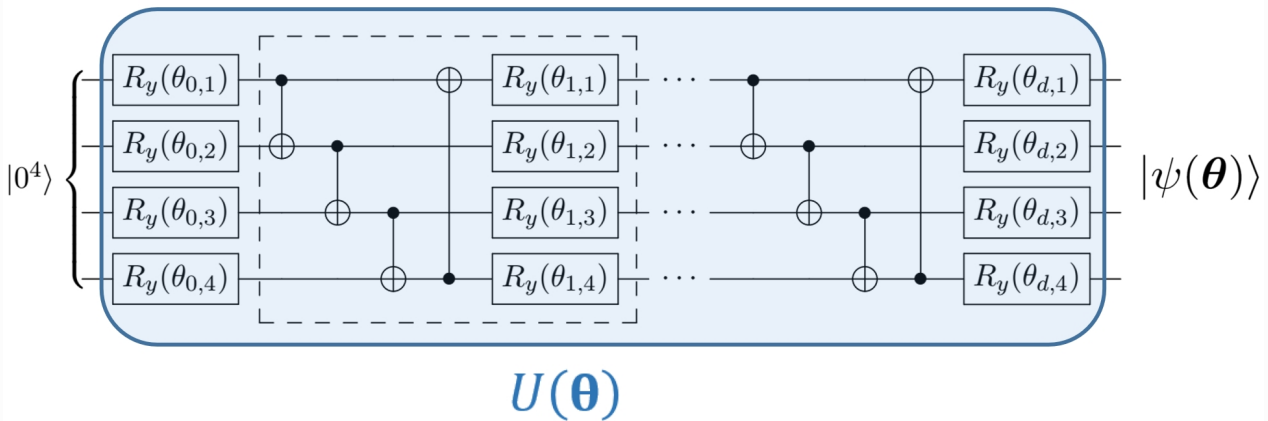 R_y(θ_{0,1}) R_y(θ_{1,1}) ··· R_y(θ_{d,1})
R_y(θ_{0,2}) R_y(θ_{1,2}) ··· R_y(θ_{d,2})
|0^4⟩ |ψ(θ)⟩
R_y(θ_{0,3}) R_y(θ_{1,3}) ··· R_y(θ_{d,3})
R_y(θ_{0,4}) R_y(θ_{1,4}) ··· R_y(θ_{d,4})
U(θ)